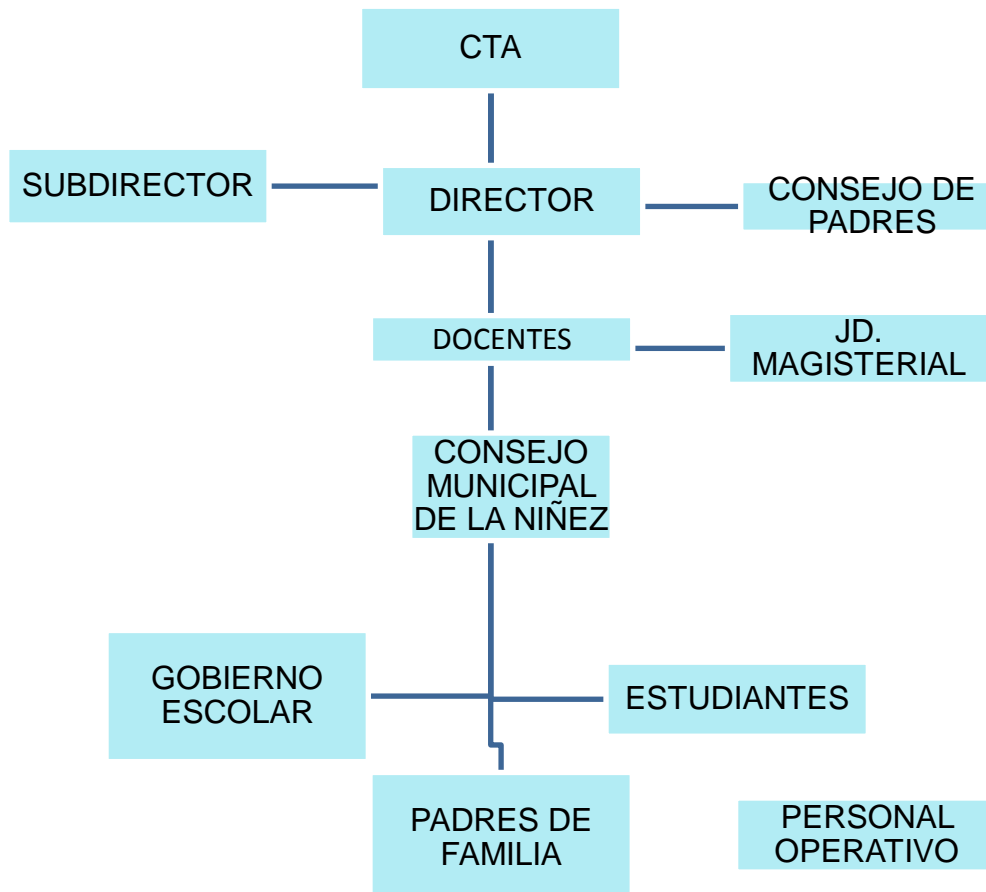 CTA
SUBDIRECTOR
DIRECTOR
CONSEJO DE
PADRES
DOCENTES
JD.
MAGISTERIAL
CONSEJO
MUNICIPAL
DE LA NIÑEZ
GOBIERNO
ESCOLAR
ESTUDIANTES
PADRES DE
FAMILIA
PERSONAL
OPERATIVO